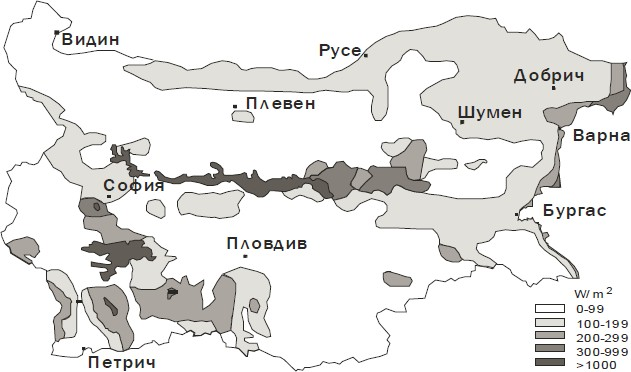 Видин
Русе
Добрич
Плевен
Шумен
Варна
София
Бургас
Пловдив
Петрич
W/m²
0-99
100-199
200-299
300-999
>1000